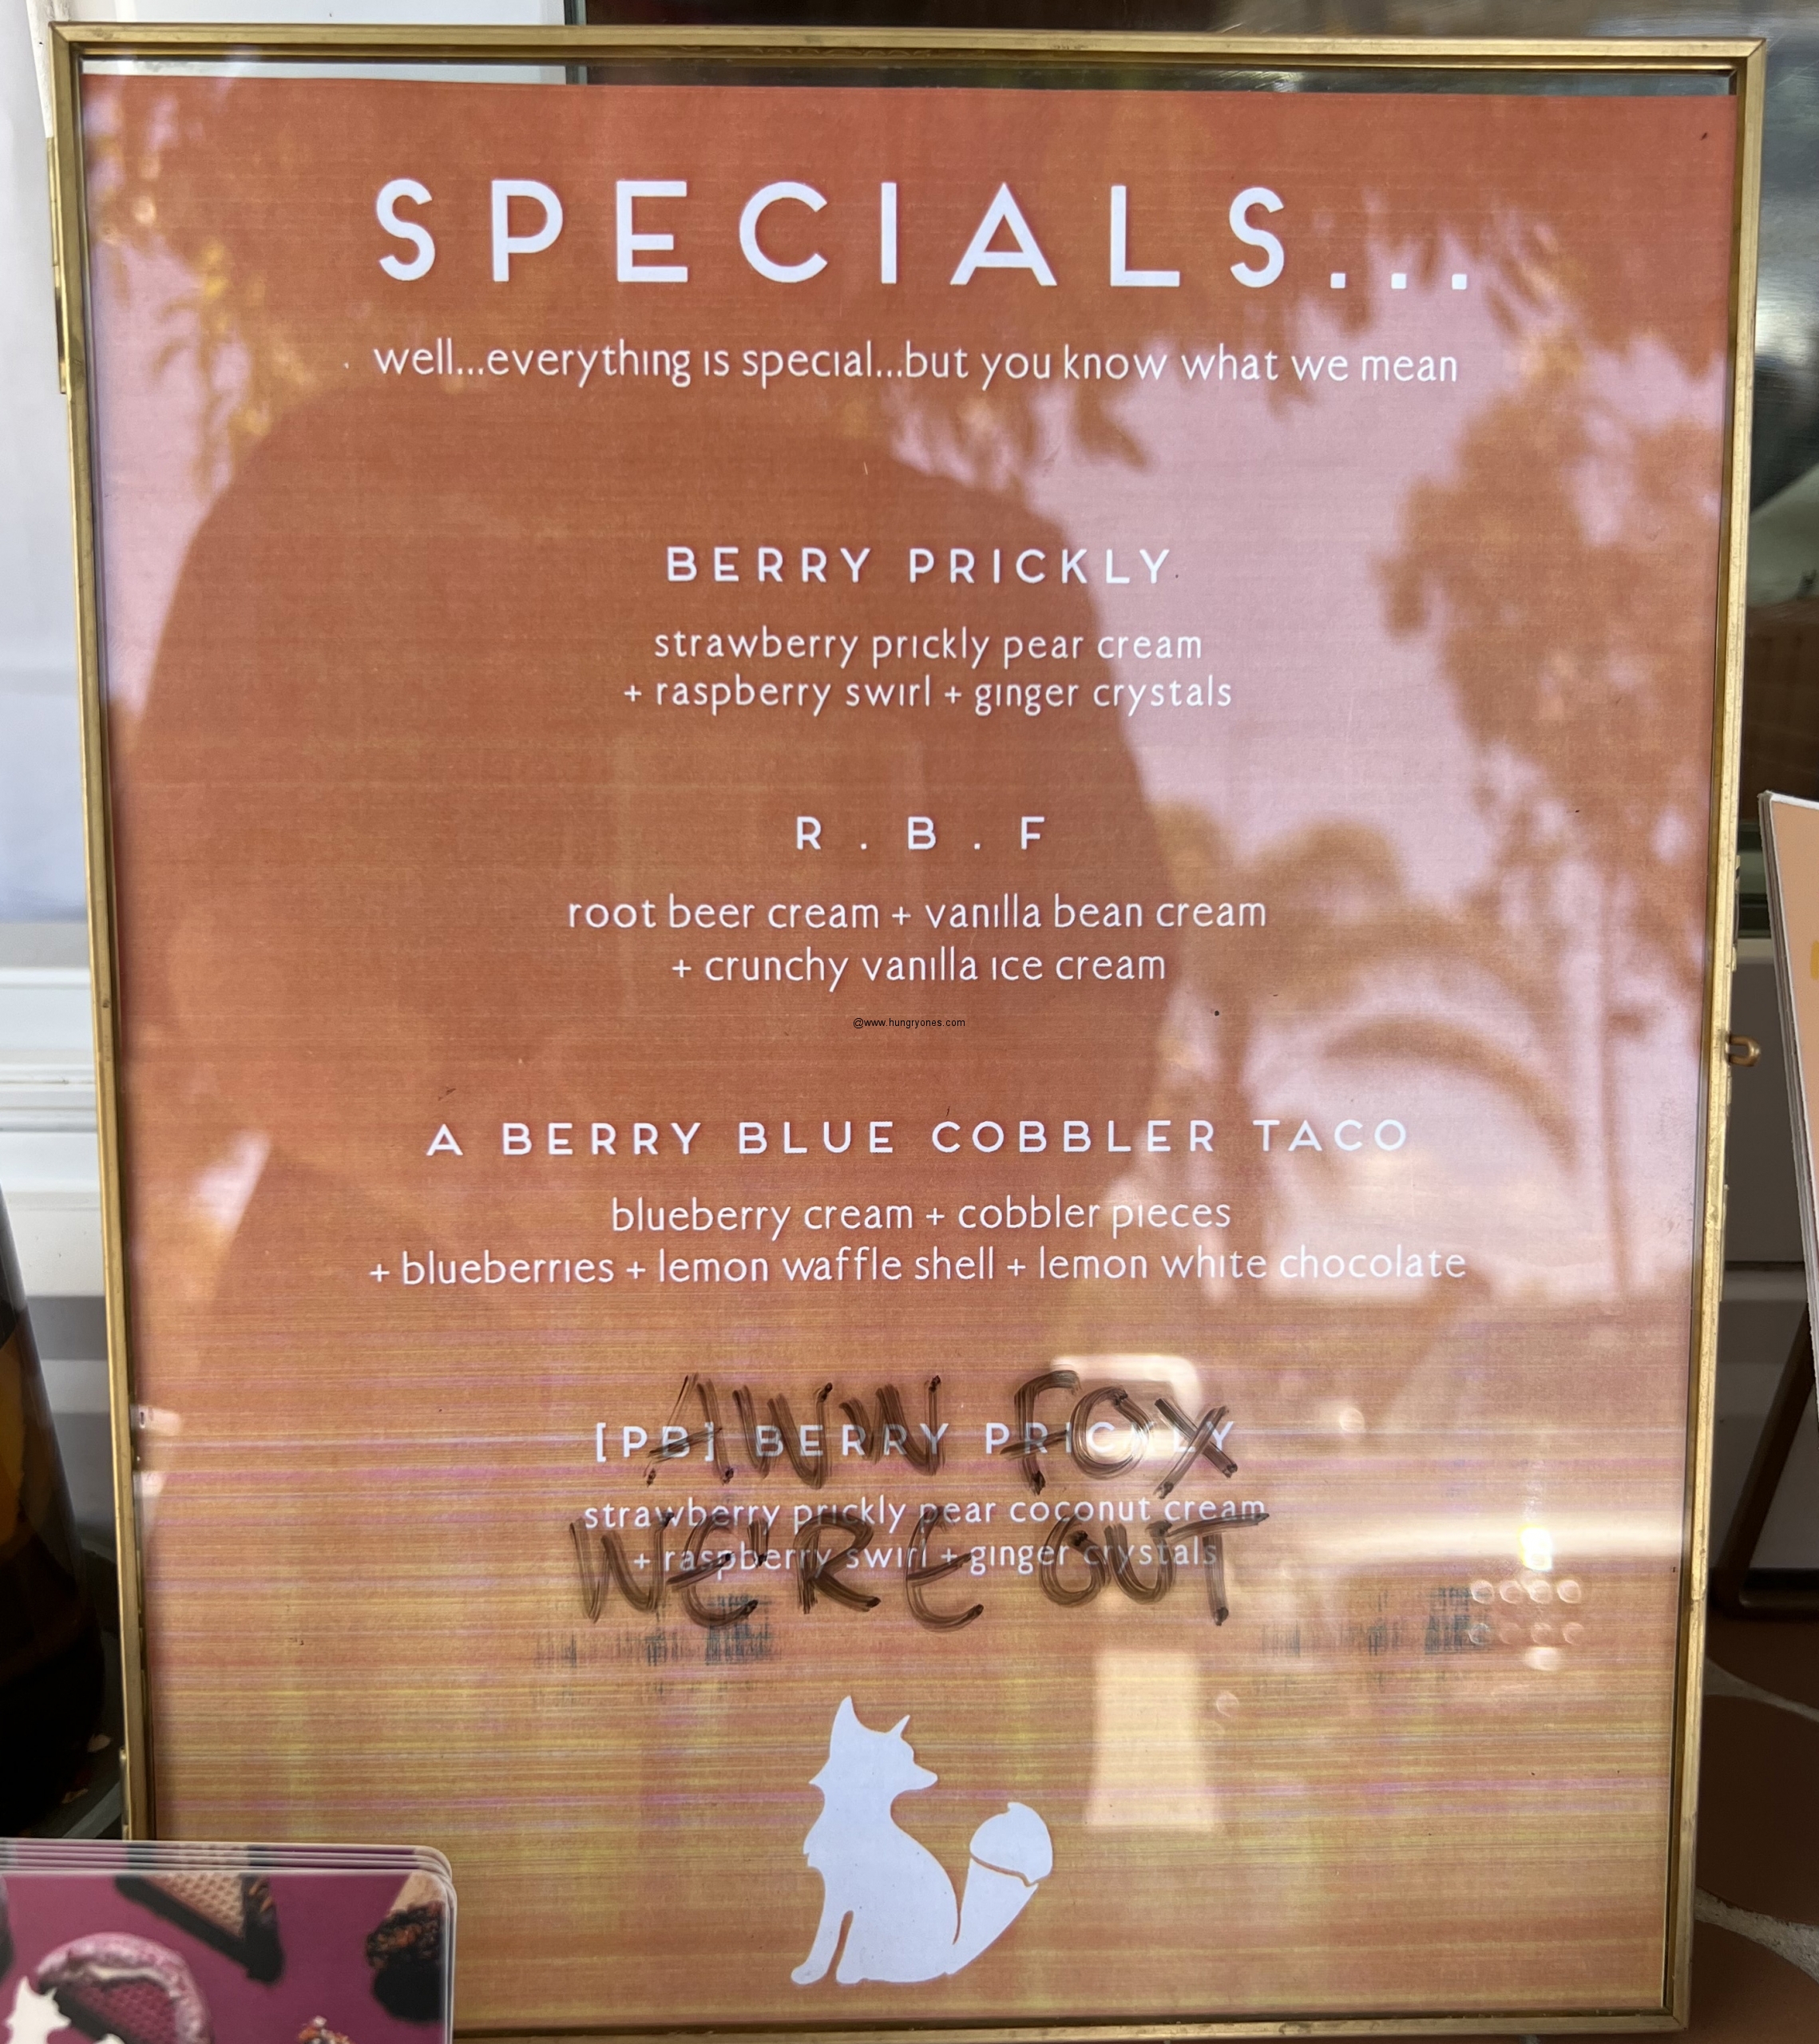 SPECIALS...
well...everything is special...but you know what we mean
BERRY PRICKLY
strawberry prickly pear cream
+ raspberry swirl + ginger crystals
R.B.F
root beer cream + vanilla bean cream
+ crunchy vanilla ice cream
@www.hungryones.com
A BERRY BLUE COBBLER TACO
blueberry cream + cobbler pieces
+ blueberries + lemon waffle shell + lemon white chocolate
AWW FOX
[PB] BERRY PRICKLY
strawberry prickly pear coconut cream
WE'RE OUT
+ raspberry swirl + ginger crystals